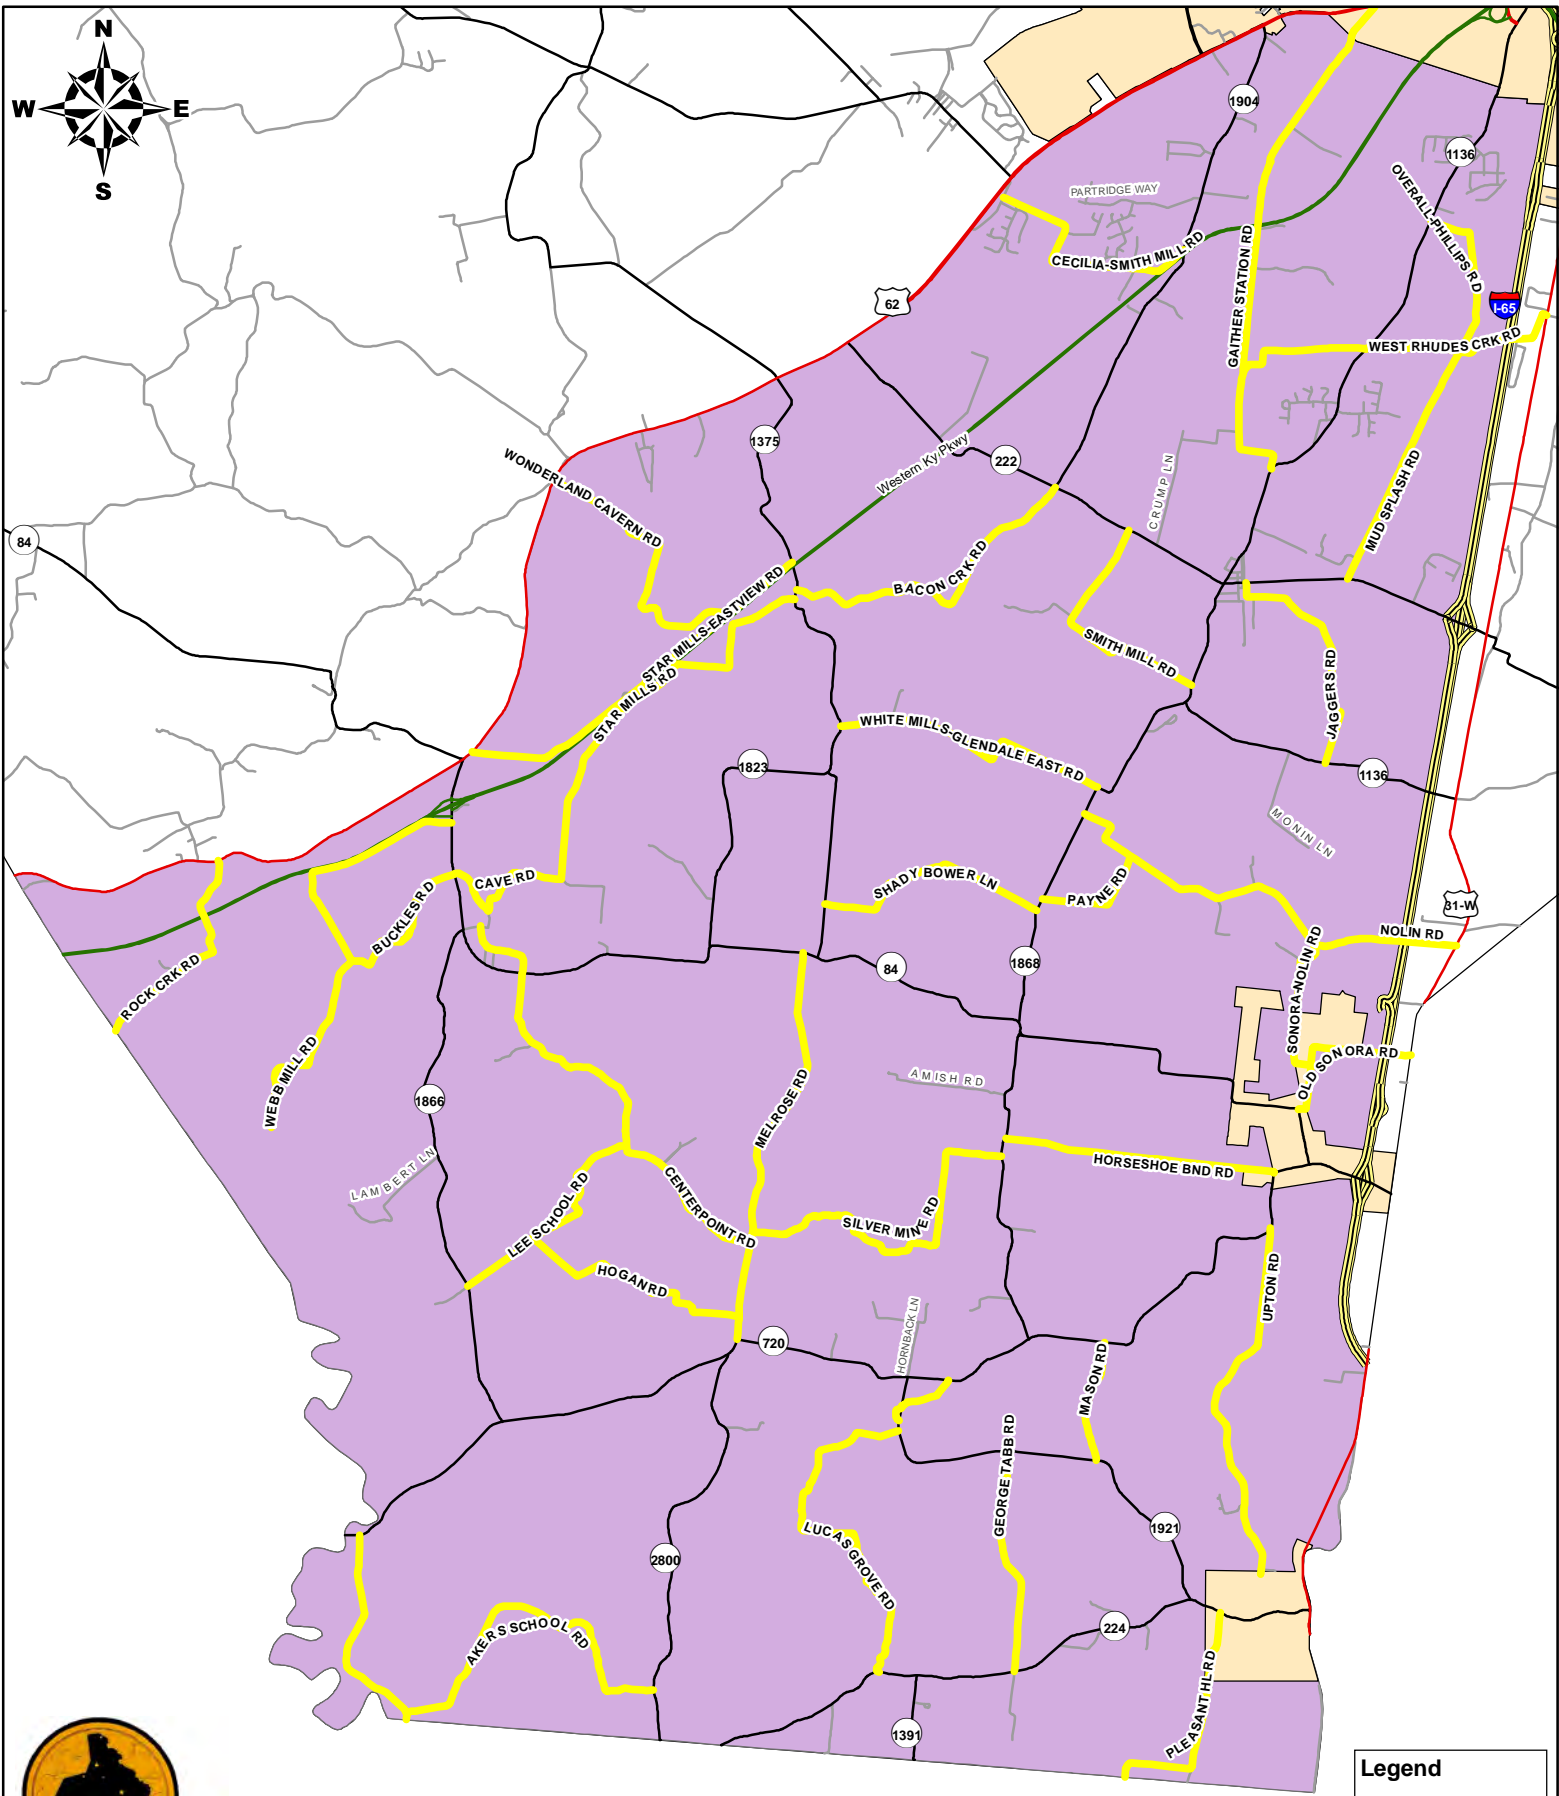 N
W E
S
1904
1136
PARTRIDGE WAY
OVERALL-PHILLIPS RD
CECILIA-SMITH MILL RD
GAITHER STATION RD
62
I-65
WEST RHUDES CRK RD
1375
WONDERLAND CAVERN RD
Western Ky Pkwy
222
CRUMP LN
MUD SPLASH RD
84
BACON CRK RD
STAR MILLS-EASTVIEW RD
STAR MILLS RD
SMITH MILL RD
JAGGERS RD
WHITE MILLS-GLENDALE EAST RD
1823
1136
MONIN LN
CAVE RD
SHADY BOWER LN
PAYNE RD
BUCKLES RD
31-W
NOLIN RD
SONORA-NOLIN RD
ROCK CRK RD
84
1868
WEBB MILL RD
OLD SONORA RD
1866
AMISH RD
MELROSE RD
LAMBERT LN
HORSESHOE BND RD
LEE SCHOOL RD
CENTERPOINT RD
SILVER MINE RD
HOGAN RD
UPTON RD
HORNBACK LN
720
MASON RD
GEORGE TABB RD
LUCAS GROVE RD
1921
2800
AKERS SCHOOL RD
224
PLEASANT HL RD
1391
Legend